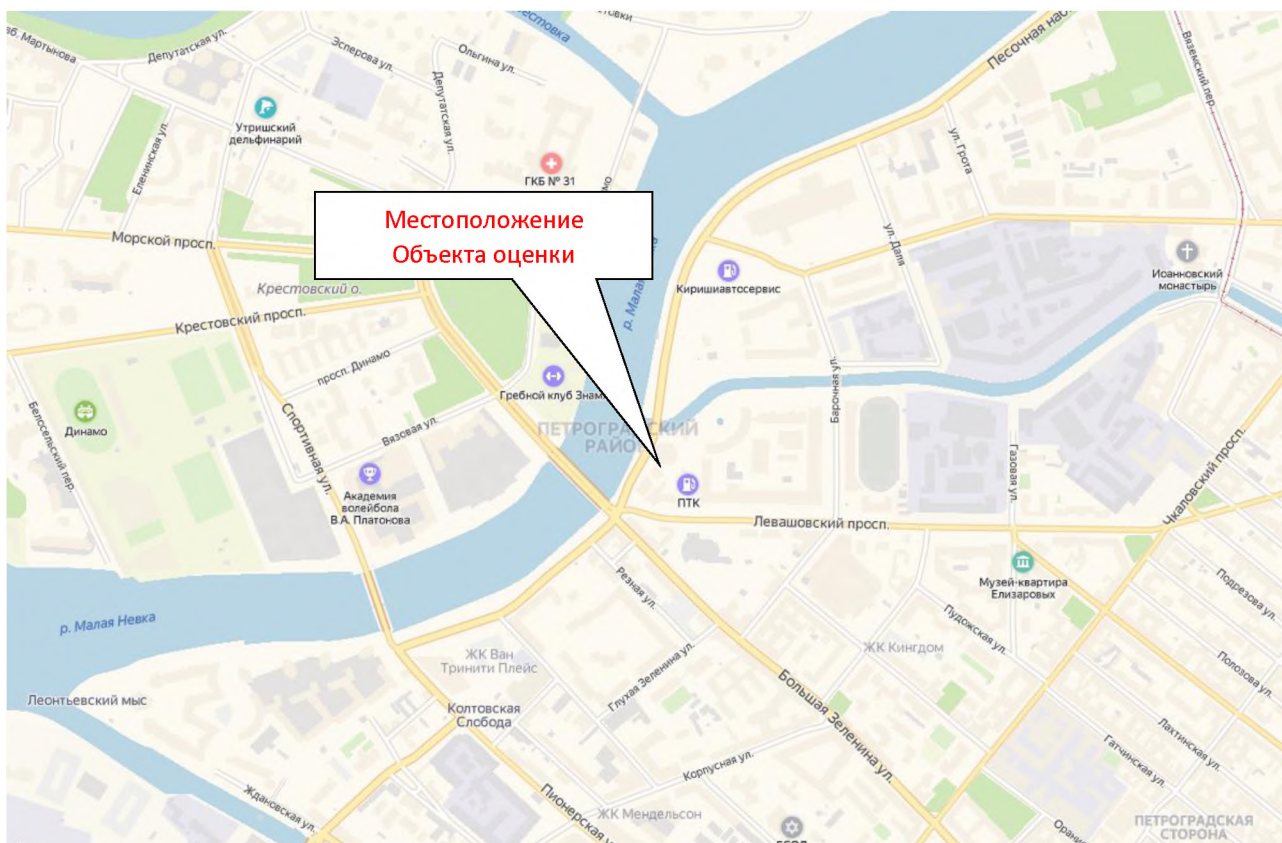 наб. Мартынова
Депутатская ул.
Эсперова ул.
Ольгина ул.
Депутатская ул.
Песочная наб.
Вяземский пер.
Утришский
дельфинарий
Еленинская ул.
ГКБ № 31
ул. Грота
Местоположение
Объекта оценки
Морской просп.
ул. Даля
Иоанновский
монастырь
Крестовский о.
Киришиавтосервис
р. Малая
Крестовский просп.
просп. Динамо
Гребной клуб Знам
Барочная ул.
Белосельский пер.
Динамо
Спортивная ул.
Вязовая ул.
ПЕТРОГРАДСКИЙ
РАЙОН
Газовая ул.
Чкаловский просп.
Академия
волейбола
В.А. Платонова
ПТК
Левашовский просп.
Резная ул.
Музей-квартира
Елизаровых
Подрезова ул.
р. Малая Невка
Пудожская ул.
ЖК Ван
Тринити Плейс
ЖК Кингдом
Полозова ул.
Глухая Зеленина ул.
Леонтьевский мыс
Колтовская
Слобода
Большая Зеленина ул.
Лахтинская ул.
Гатчинская ул.
Корпусная ул.
Ждановская ул.
Пионерская ул.
ЖК Мендельсон
ПЕТРОГРАДСКАЯ
СТОРОНА